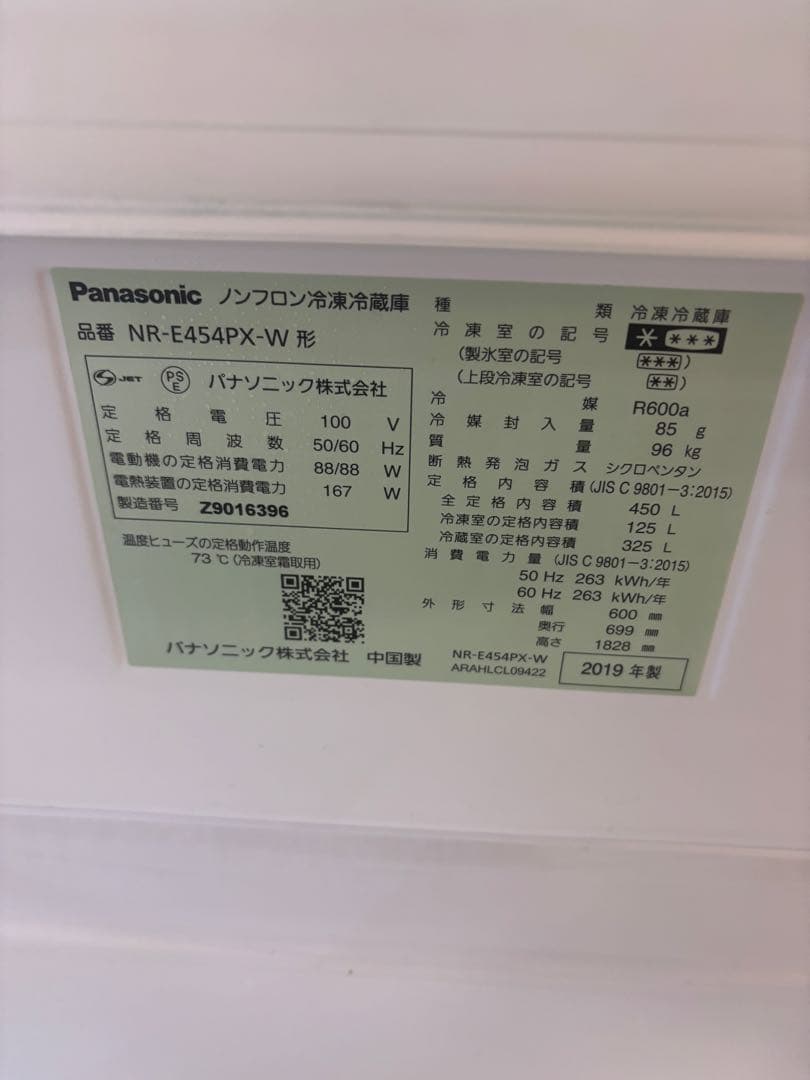 Panasonic ノンフロン冷凍冷蔵庫
品番 NR-E454PX-W 形
JET PSE パナソニック株式会社
定格電圧 100 V
定格周波数 50/60 Hz
電動機の定格消費電力 88/88 W
電熱装置の定格消費電力 167 W
製造番号 Z9016396
温度ヒューズの定格動作温度
73 ℃ (冷凍室霜取用)
パナソニック株式会社 中国製
種類 冷凍冷蔵庫
冷凍室の記号 * ***
(製氷室の記号 ***)
(上段冷凍室の記号 **)
冷媒 R600a
冷媒封入量 85 g
質量 96 kg
断熱発泡ガス シクロペンタン
定格内容積 (JIS C 9801-3:2015)
全定格内容積 450 L
冷凍室の定格内容積 125 L
冷蔵室の定格内容積 325 L
消費電力量 (JIS C 9801-3:2015)
50 Hz 263 kWh/年
60 Hz 263 kWh/年
外形寸法 幅 600 ㎜
奥行 699 ㎜
高さ 1828 ㎜
NR-E454PX-W
ARAHLCL09422
2019 年製